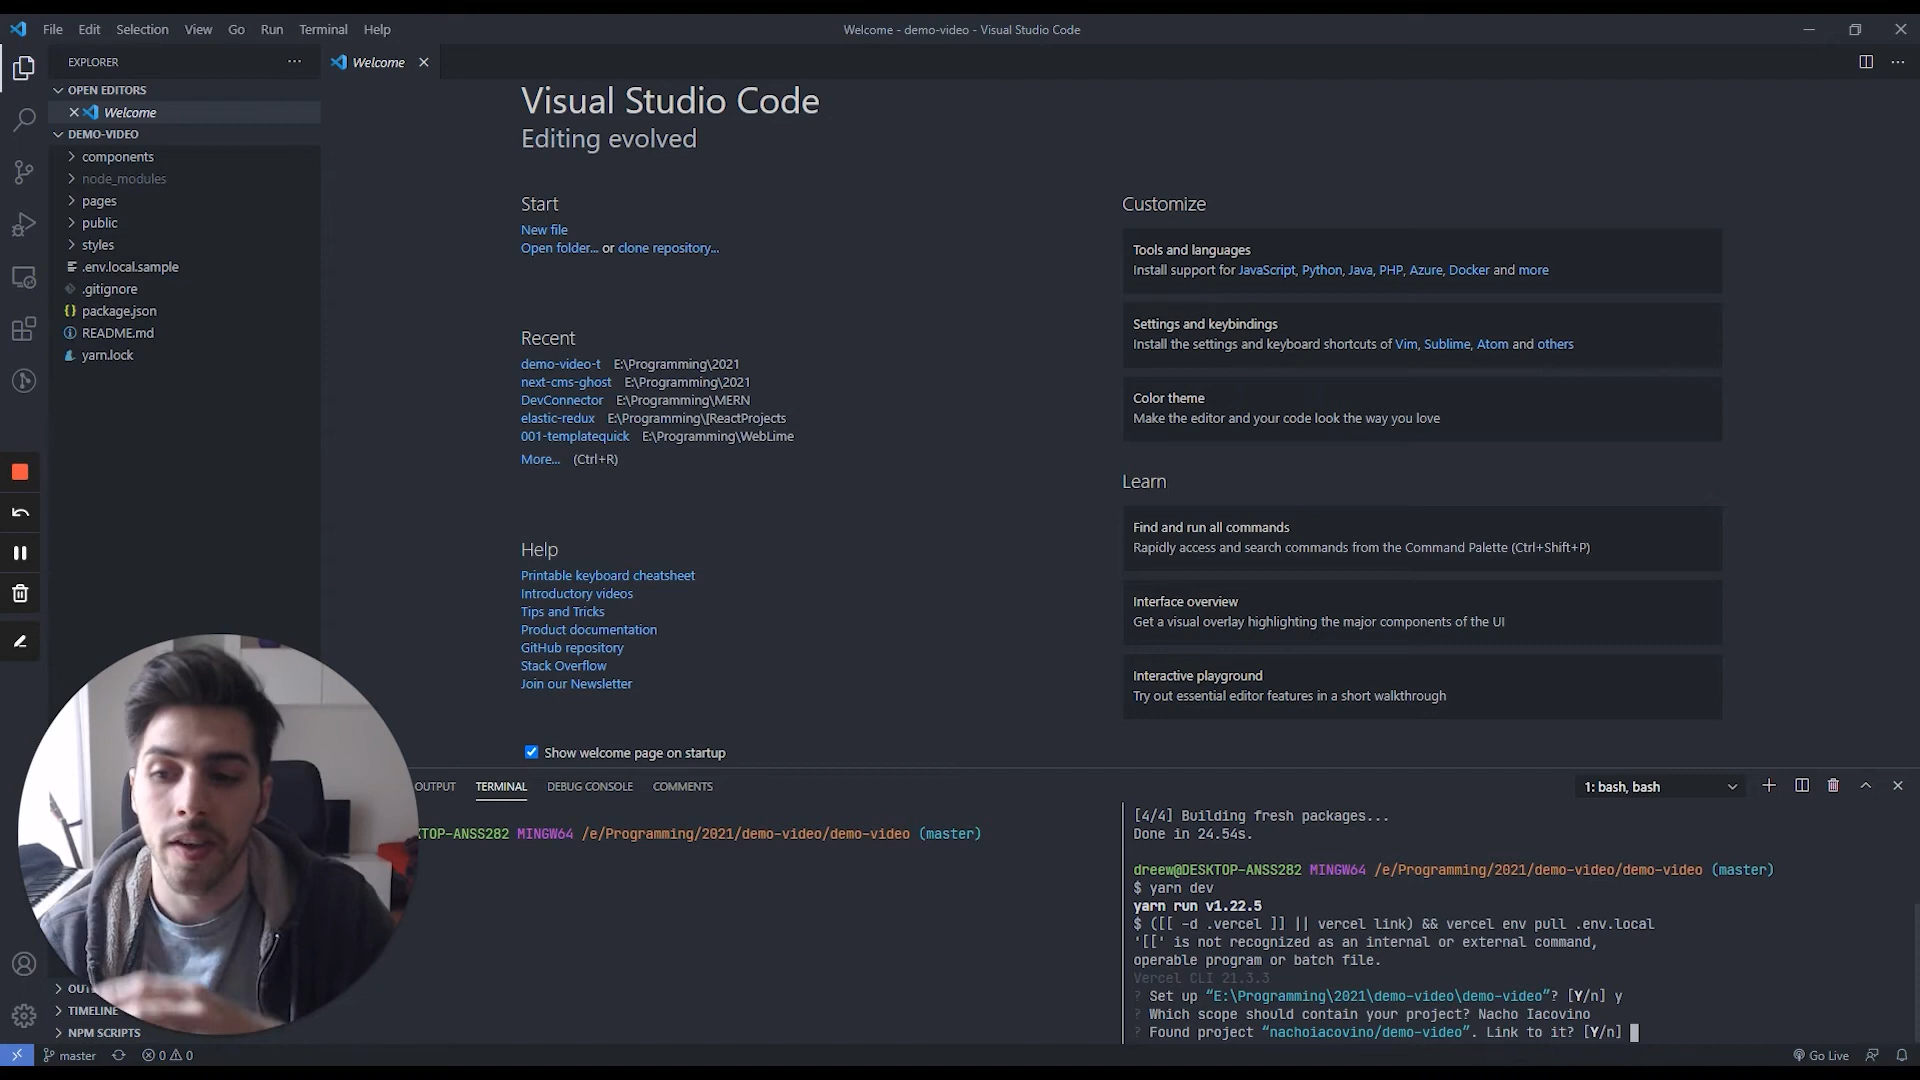 File Edit Selection View Go Run Terminal Help
Welcome - demo-video - Visual Studio Code
EXPLORER
Welcome
OPEN EDITORS
Welcome
DEMO-VIDEO
components
node_modules
pages
public
styles
.env.local.sample
.gitignore
package.json
README.md
yarn.lock
Visual Studio Code
Editing evolved
Start
New file
Open folder... or clone repository...
Recent
demo-video-t E:\Programming\2021
next-cms-ghost E:\Programming\2021
DevConnector E:\Programming\MERN
elastic-redux E:\Programming\[ReactProjects
001-templatequick E:\Programming\WebLime
More... (Ctrl+R)
Help
Printable keyboard cheatsheet
Introductory videos
Tips and Tricks
Product documentation
GitHub repository
Stack Overflow
Join our Newsletter
Show welcome page on startup
Customize
Tools and languages
Install support for JavaScript, Python, Java, PHP, Azure, Docker and more
Settings and keybindings
Install the settings and keyboard shortcuts of Vim, Sublime, Atom and others
Color theme
Make the editor and your code look the way you love
Learn
Find and run all commands
Rapidly access and search commands from the Command Palette (Ctrl+Shift+P)
Interface overview
Get a visual overlay highlighting the major components of the UI
Interactive playground
Try out essential editor features in a short walkthrough
OUTPUT TERMINAL DEBUG CONSOLE COMMENTS
1: bash, bash
KTOP-ANSS282 MINGW64 /e/Programming/2021/demo-video/demo-video (master)
[4/4] Building fresh packages...
Done in 24.54s.
dreew@DESKTOP-ANSS282 MINGW64 /e/Programming/2021/demo-video/demo-video (master)
$ yarn dev
yarn run v1.22.5
$ ([[ -d .vercel ]] || vercel link) && vercel env pull .env.local
'[[' is not recognized as an internal or external command,
operable program or batch file.
Vercel CLI 21.3.3
? Set up “E:\Programming\2021\demo-video\demo-video”? [Y/n] y
? Which scope should contain your project? Nacho Iacovino
? Found project “nachoiacovino/demo-video”. Link to it? [Y/n]
OUT
TIMELINE
NPM SCRIPTS
master 0 0
Go Live